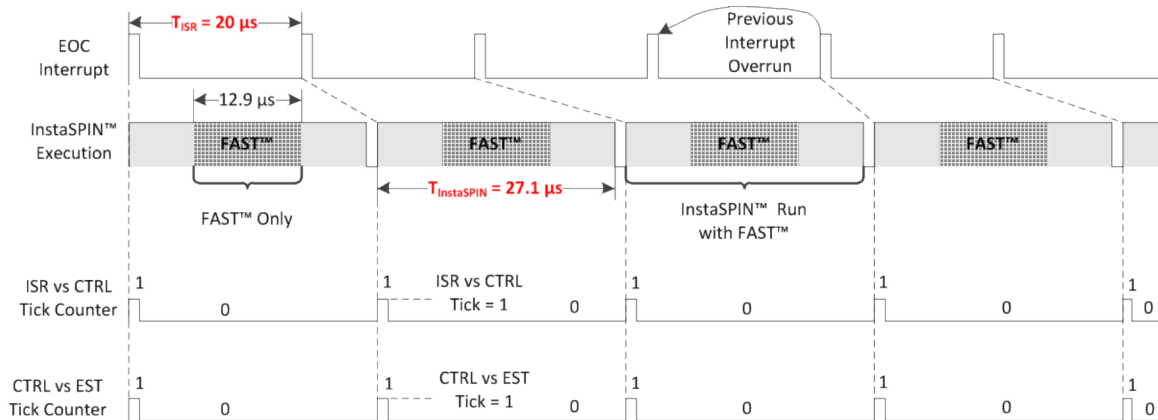 TISR = 20 µs
EOC
Interrupt
Previous
Interrupt
Overrun
12.9 µs
InstaSPIN™
Execution
FAST™
FAST™
FAST™
FAST™
TInstaSPIN = 27.1 µs
FAST™ Only
InstaSPIN™ Run
with FAST™
ISR vs CTRL
Tick Counter
1
0
1
ISR vs CTRL
Tick = 1
0
1
0
1
0
1
0
CTRL vs EST
Tick Counter
1
0
1
CTRL vs EST
Tick = 1
0
1
0
1
0
1
0